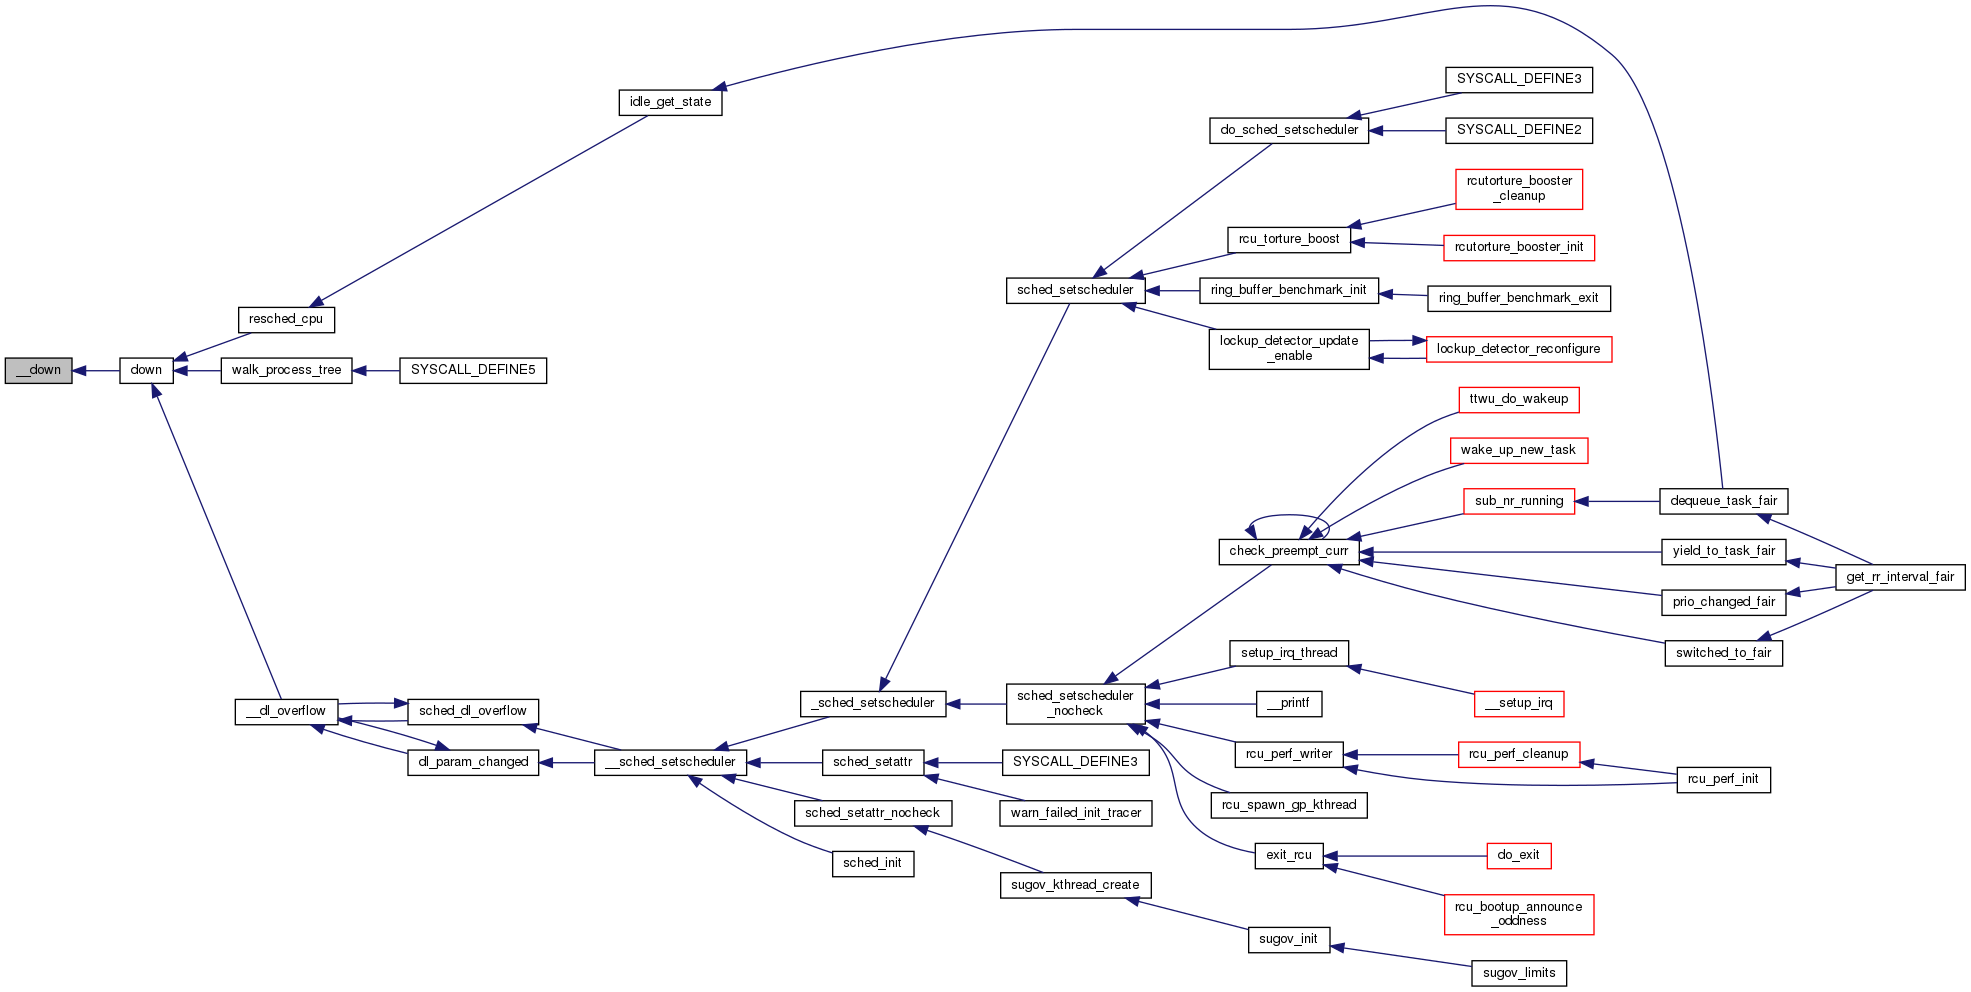 SYSCALL_DEFINE3
idle_get_state
do_sched_setscheduler
SYSCALL_DEFINE2
rcutorture_booster
_cleanup
rcu_torture_boost
rcutorture_booster_init
sched_setscheduler
ring_buffer_benchmark_init
ring_buffer_benchmark_exit
resched_cpu
lockup_detector_update
_enable
lockup_detector_reconfigure
__down
down
walk_process_tree
SYSCALL_DEFINE5
ttwu_do_wakeup
wake_up_new_task
sub_nr_running
dequeue_task_fair
check_preempt_curr
yield_to_task_fair
get_rr_interval_fair
prio_changed_fair
setup_irq_thread
switched_to_fair
__dl_overflow
sched_dl_overflow
_sched_setscheduler
sched_setscheduler
_nocheck
__printf
__setup_irq
dl_param_changed
__sched_setscheduler
sched_setattr
SYSCALL_DEFINE3
rcu_perf_writer
rcu_perf_cleanup
rcu_perf_init
sched_setattr_nocheck
warn_failed_init_tracer
rcu_spawn_gp_kthread
sched_init
exit_rcu
do_exit
sugov_kthread_create
rcu_bootup_announce
_oddness
sugov_init
sugov_limits